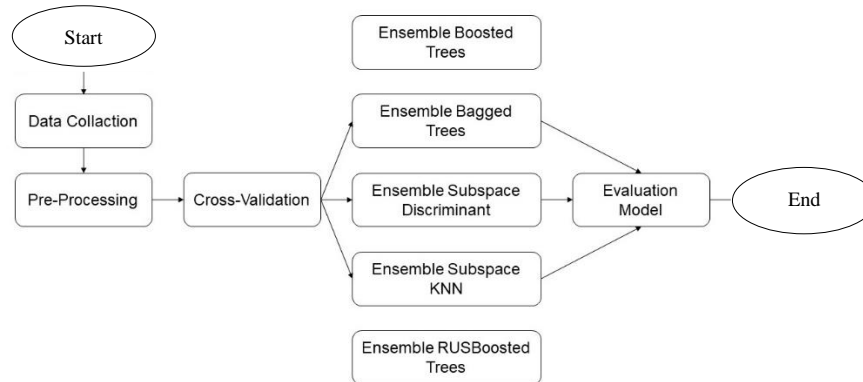 Start
Data Collaction
Pre-Processing
Cross-Validation
Ensemble Boosted
Trees
Ensemble Bagged
Trees
Ensemble Subspace
Discriminant
Ensemble Subspace
KNN
Ensemble RUSBoosted
Trees
Evaluation
Model
End